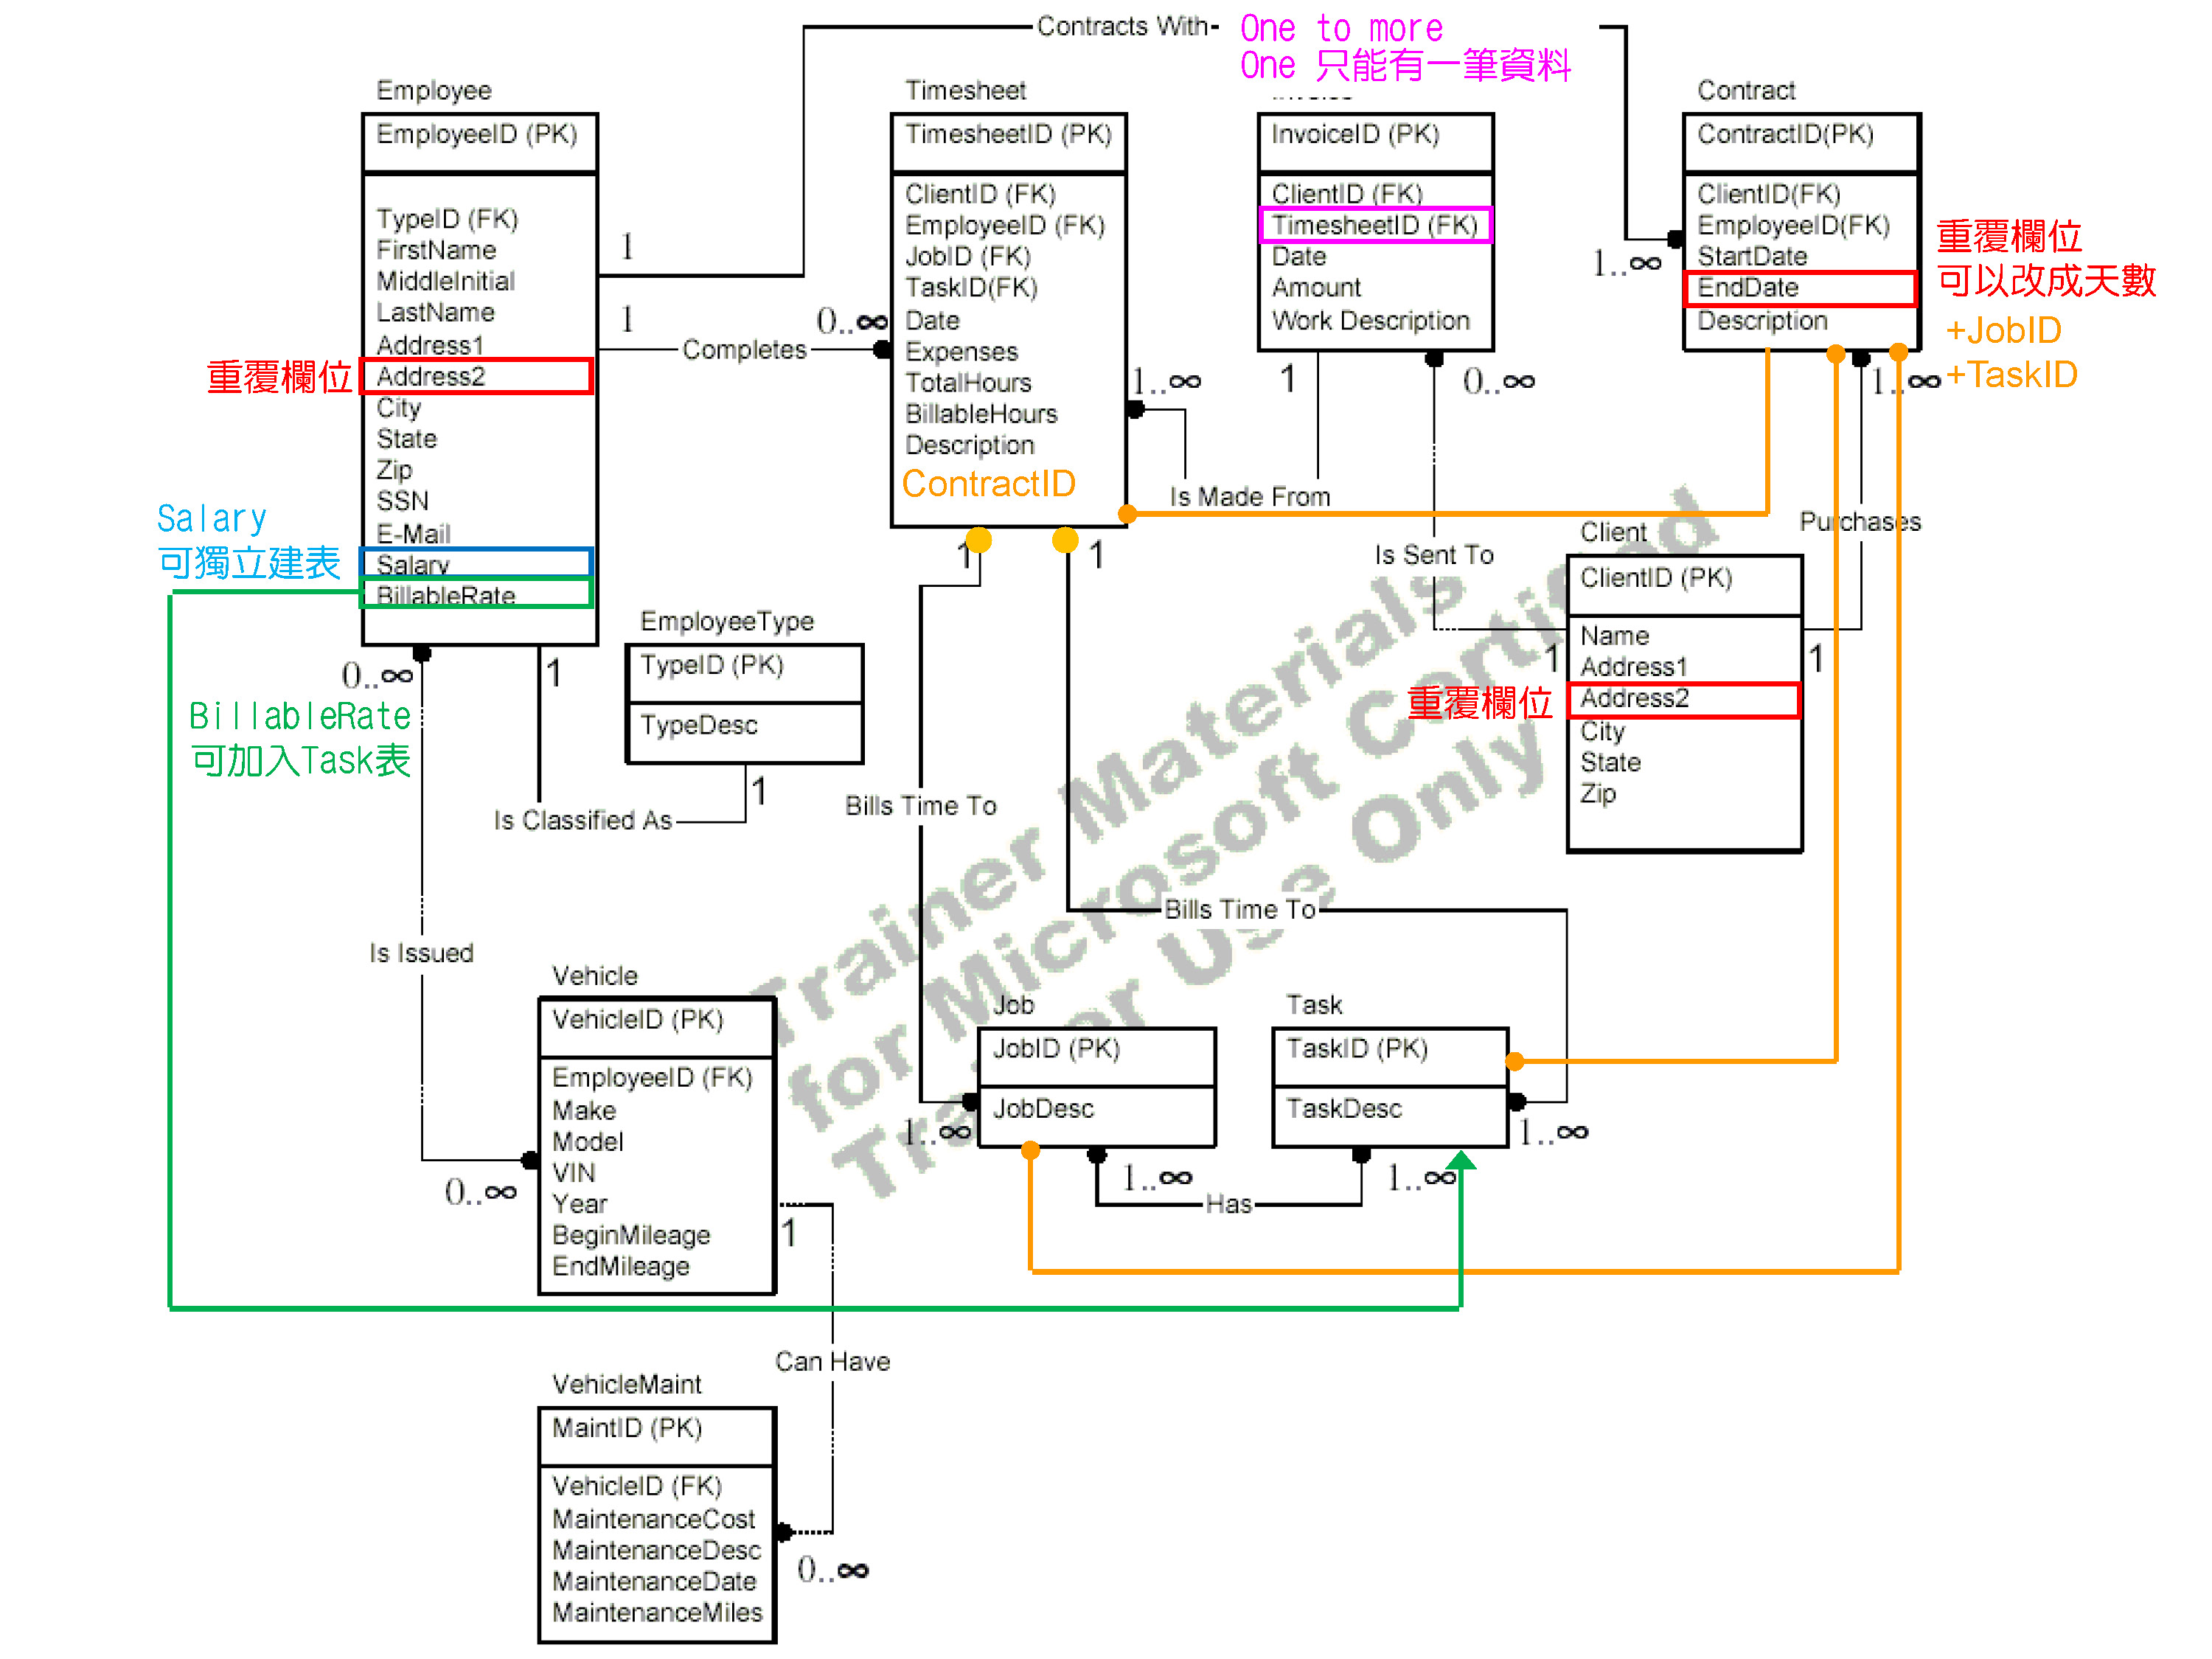 Contracts With-
One to more
One 只能有一筆資料
Employee
EmployeeID (PK)
TypeID (FK)
FirstName
MiddleInitial
LastName
Address1
Address2
City
State
Zip
SSN
E-Mail
Salary
BillableRate
重覆欄位
Salary
可獨立建表
BillableRate
可加入Task表
1
1
Completes
0..∞
Timesheet
TimesheetID (PK)
ClientID (FK)
EmployeeID (FK)
JobID (FK)
TaskID(FK)
Date
Expenses
TotalHours
BillableHours
Description
ContractID
1..∞
Is Made From
1
InvoiceID (PK)
ClientID (FK)
TimesheetID (FK)
Date
Amount
Work Description
0..∞
Is Sent To
Contract
ContractID(PK)
ClientID(FK)
EmployeeID(FK)
StartDate
EndDate
Description
1..∞
重覆欄位
可以改成天數
+JobID
+TaskID
1..∞
Purchases
Client
ClientID (PK)
Name
Address1
Address2
City
State
Zip
1
1
重覆欄位
0..∞
1
EmployeeType
TypeID (PK)
TypeDesc
1
Is Classified As
1
1
Bills Time To
Bills Time To
Is Issued
Vehicle
VehicleID (PK)
EmployeeID (FK)
Make
Model
VIN
Year
BeginMileage
EndMileage
0..∞
1
Job
JobID (PK)
JobDesc
1..∞
1..∞
Has
Task
TaskID (PK)
TaskDesc
1..∞
1..∞
Can Have
VehicleMaint
MaintID (PK)
VehicleID (FK)
MaintenanceCost
MaintenanceDesc
MaintenanceDate
MaintenanceMiles
0..∞
Trainer Materials
for Microsoft Certified
Trainer Use Only